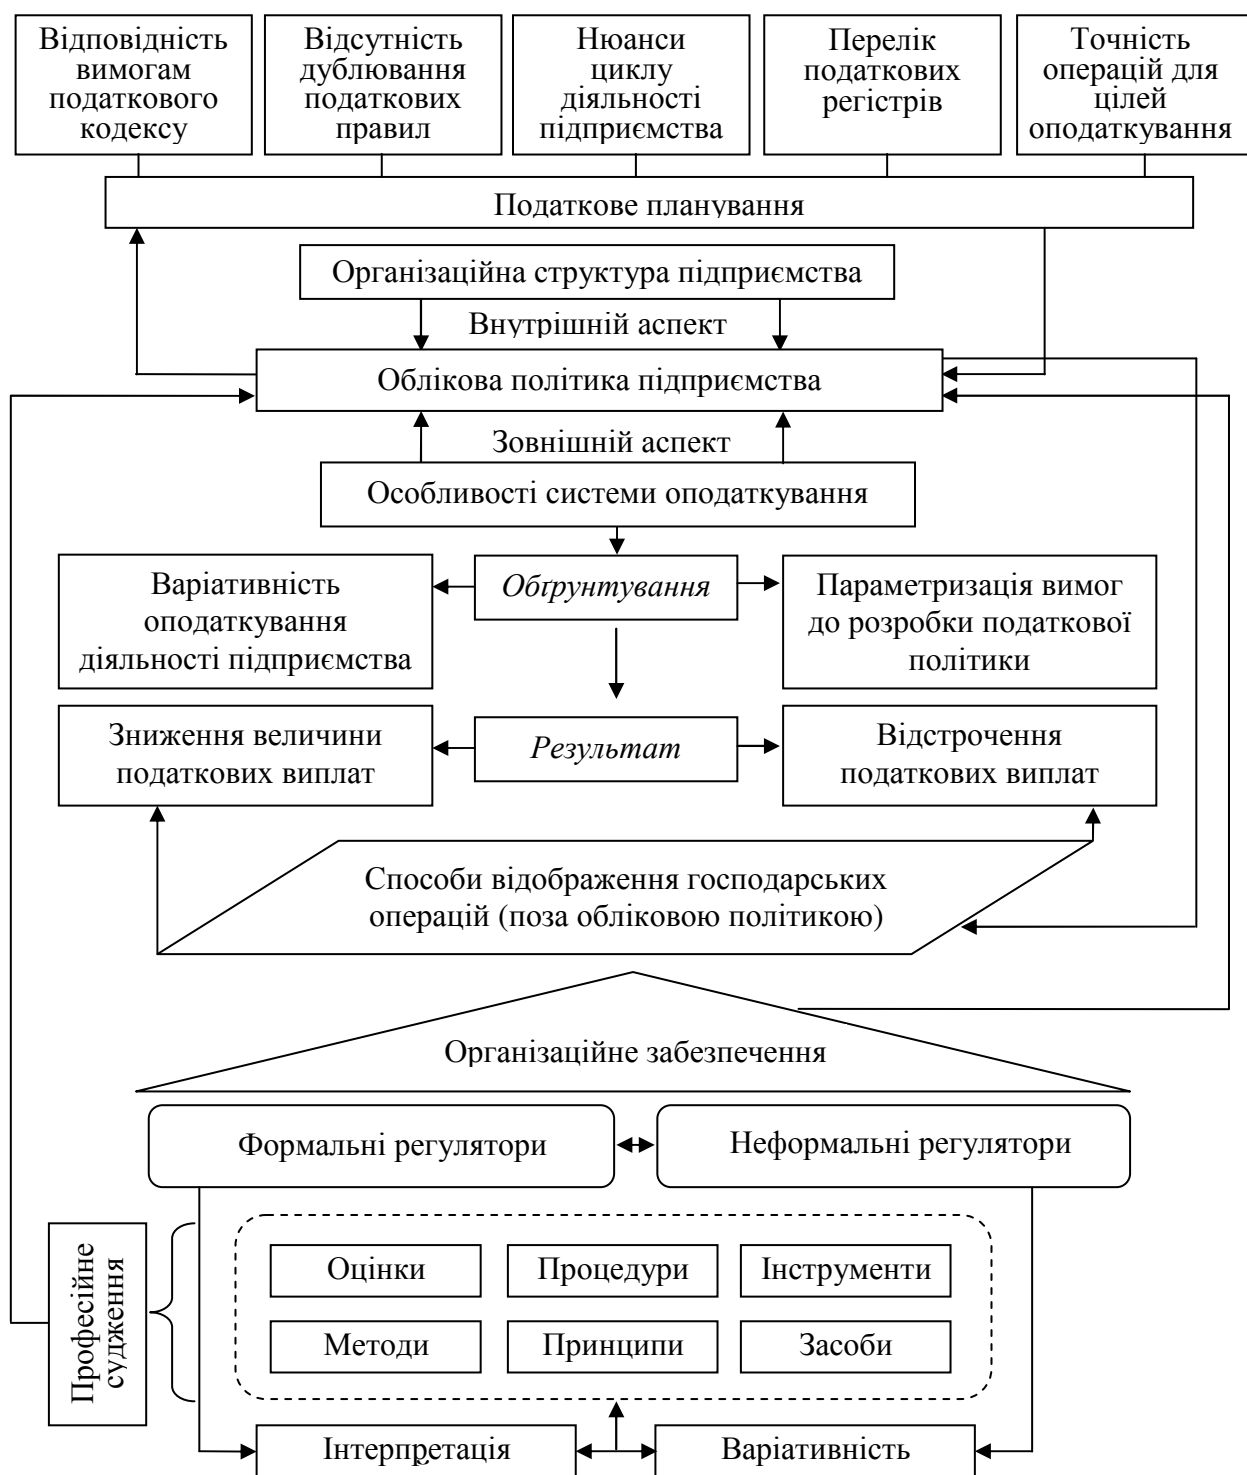 Відповідність
вимогам
податкового
кодексу
Відсутність
дублювання
податкових
правил
Нюанси
циклу
діяльності
підприємства
Перелік
податкових
регістрів
Точність
операцій для
цілей
оподаткування
Податкове планування
Організаційна структура підприємства
Внутрішній аспект
Облікова політика підприємства
Зовнішній аспект
Особливості системи оподаткування
Варіативність
оподаткування
діяльності підприємства
Обґрунтування
Параметризація вимог
до розробки податкової
політики
Зниження величини
податкових виплат
Результат
Відстрочення
податкових виплат
Способи відображення господарських
операцій (поза обліковою політикою)
Організаційне забезпечення
Формальні регулятори
Неформальні регулятори
Професійне
судження
Оцінки
Процедури
Інструменти
Методи
Принципи
Засоби
Інтерпретація
Варіативність